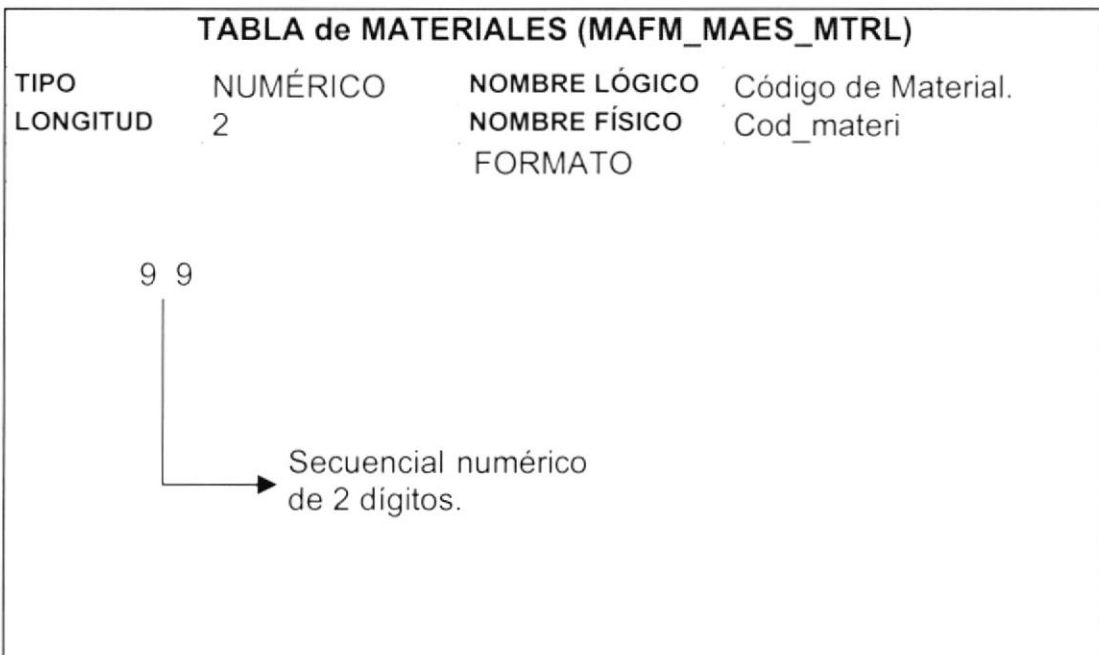 TABLA de MATERIALES (MAFM_MAES_MTRL)
TIPO NUMÉRICO NOMBRE LÓGICO Código de Material.
LONGITUD 2 NOMBRE FÍSICO Cod_materi
FORMATO
9 9
Secuencial numérico
de 2 dígitos.